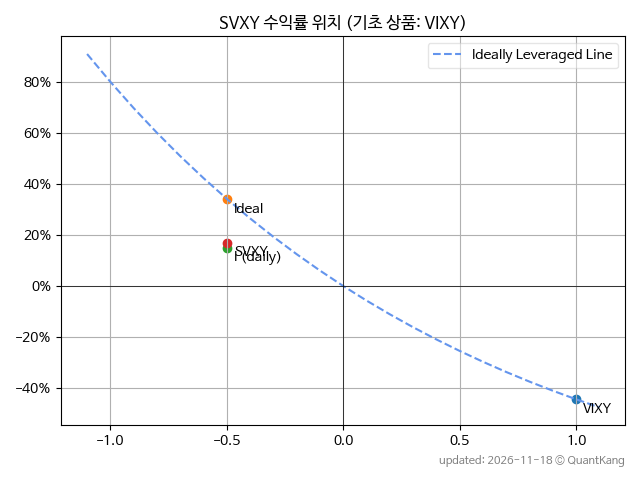 SVXY 수익률 위치 (기초 상품: VIXY)
Ideally Leveraged Line
80%
60%
40%
20%
0%
−20%
−40%
Ideal
SVXY
(daily)
VIXY
−1.0
−0.5
0.0
0.5
1.0
updated: 2026-11-18 © QuantKang